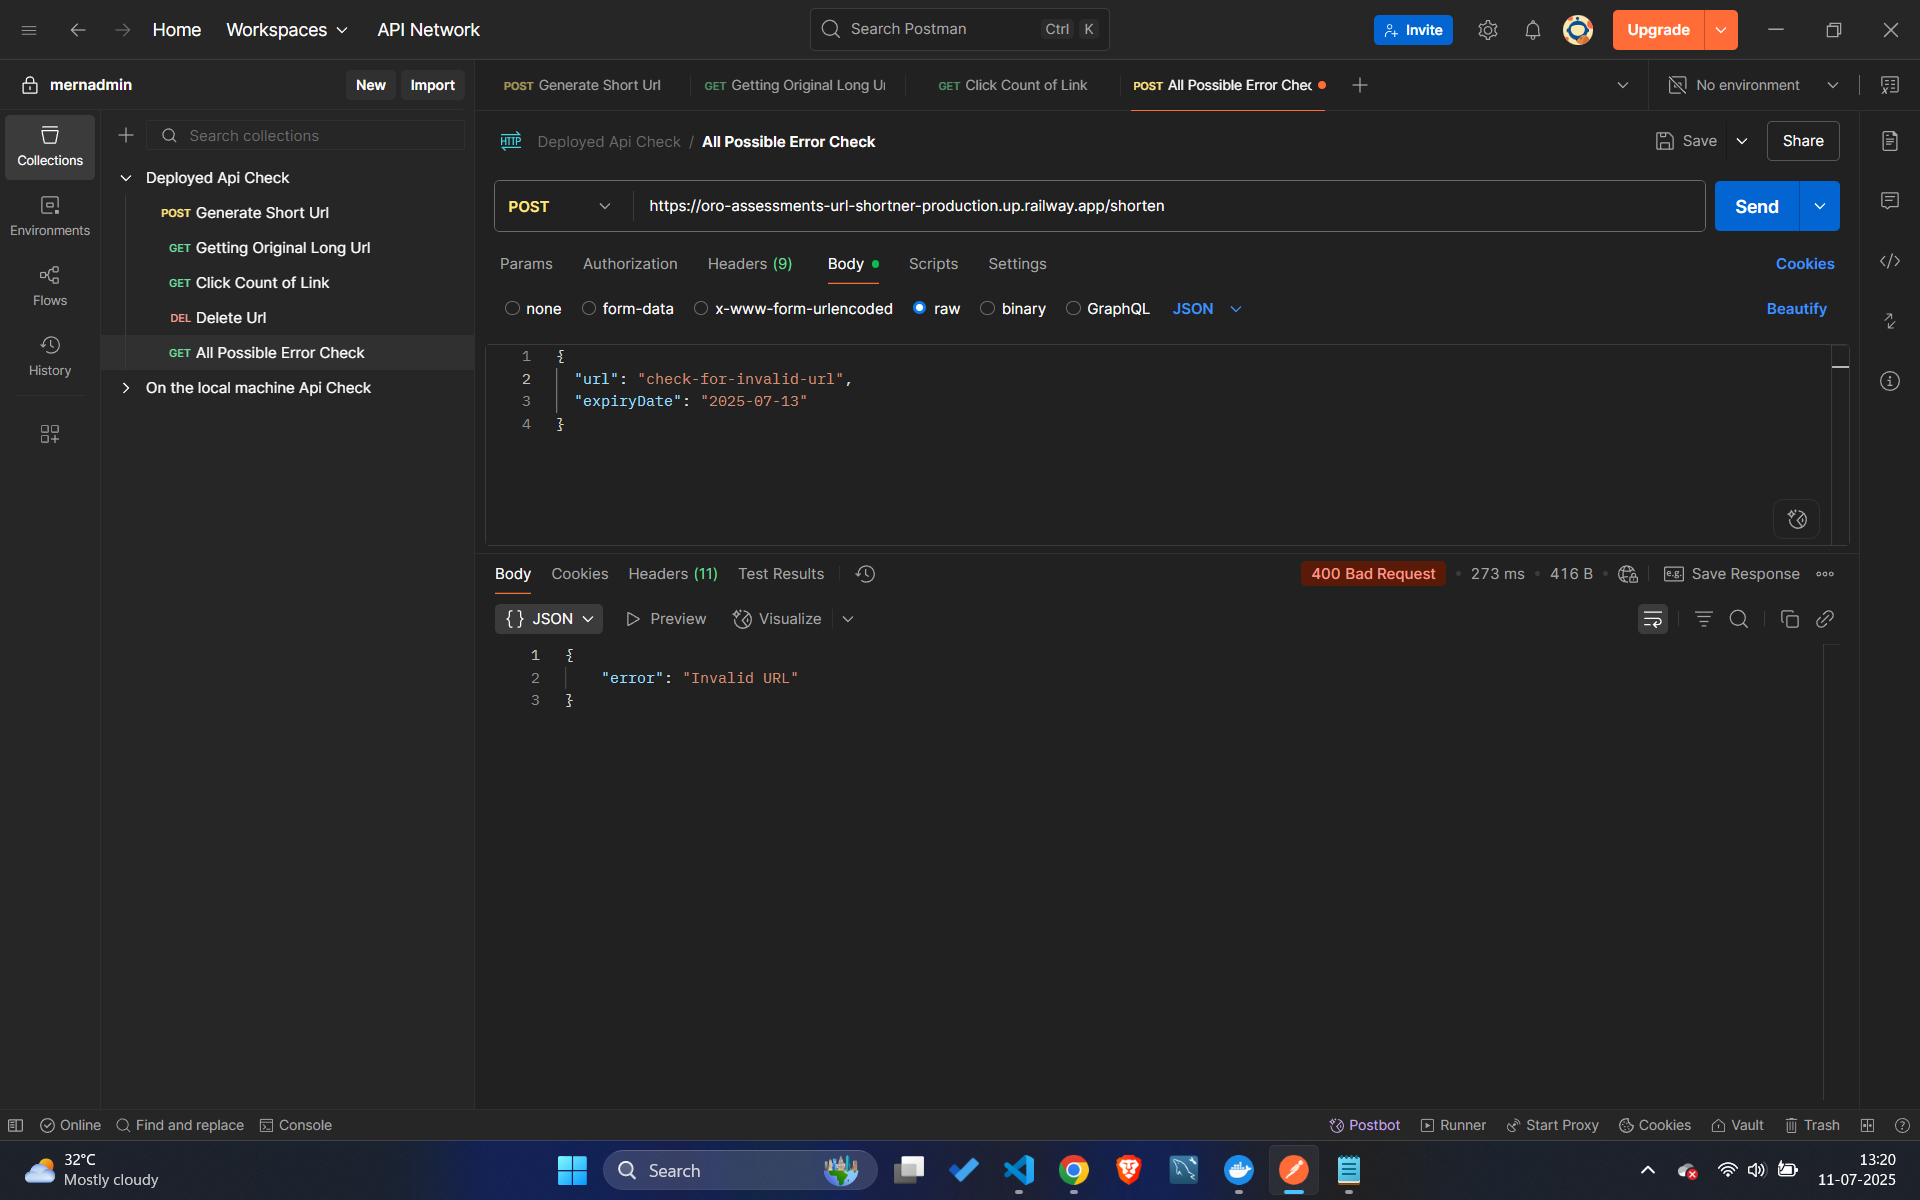 Home Workspaces API Network
Search Postman Ctrl K
Invite Upgrade
mernadmin New Import
POST Generate Short Url GET Getting Original Long Ur GET Click Count of Link POST All Possible Error Chec No environment
Collections
Environments
Flows
History
Search collections
Deployed Api Check
POST Generate Short Url
GET Getting Original Long Url
GET Click Count of Link
DEL Delete Url
GET All Possible Error Check
On the local machine Api Check
HTTP Deployed Api Check / All Possible Error Check Save Share
POST https://oro-assessments-url-shortner-production.up.railway.app/shorten Send
Params Authorization Headers (9) Body Scripts Settings Cookies
none form-data x-www-form-urlencoded raw binary GraphQL JSON Beautify
1 {
2 "url": "check-for-invalid-url",
3 "expiryDate": "2025-07-13"
4 }
Body Cookies Headers (11) Test Results 400 Bad Request 273 ms 416 B e.g. Save Response
{} JSON Preview Visualize
1 {
2 "error": "Invalid URL"
3 }
Online Find and replace Console Postbot Runner Start Proxy Cookies Vault Trash
32°C
Mostly cloudy
Search
13:20
11-07-2025